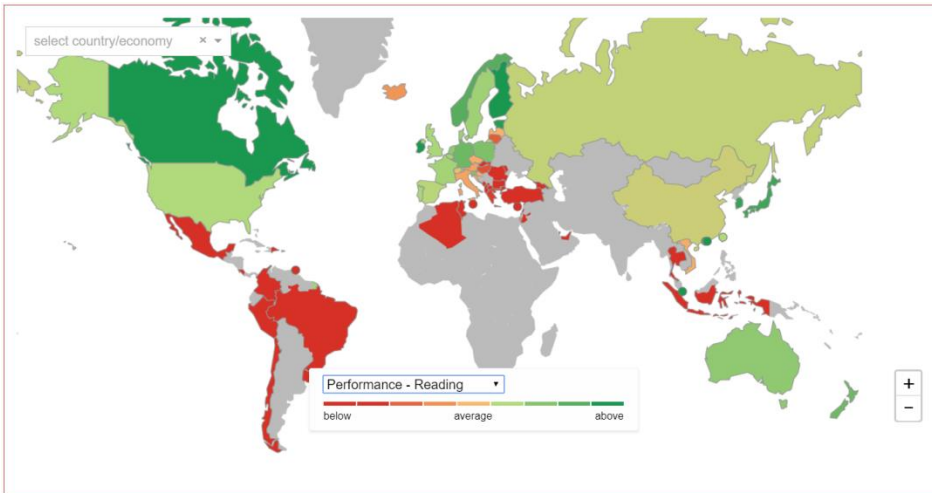 select country/economy × 
Performance - Reading
below average above
+
−